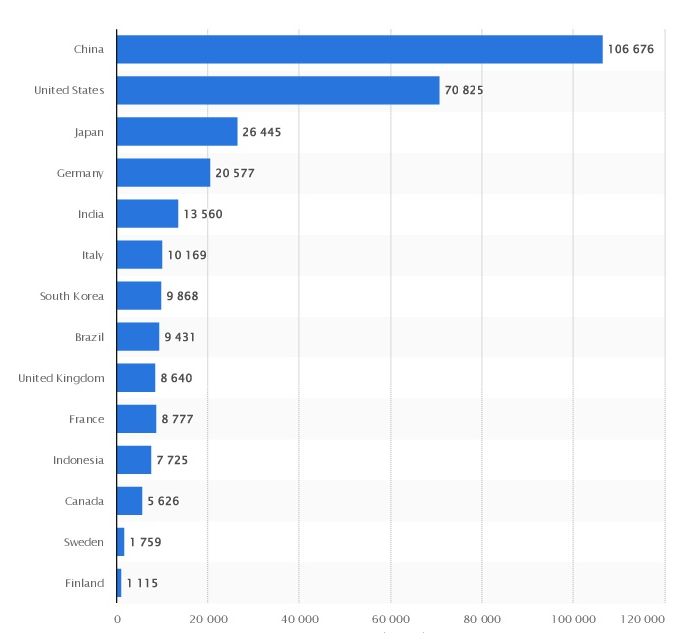 China 106 676
United States 70 825
Japan 26 445
Germany 20 577
India 13 560
Italy 10 169
South Korea 9 868
Brazil 9 431
United Kingdom 8 640
France 8 777
Indonesia 7 725
Canada 5 626
Sweden 1 759
Finland 1 115
0 20 000 40 000 60 000 80 000 100 000 120 000